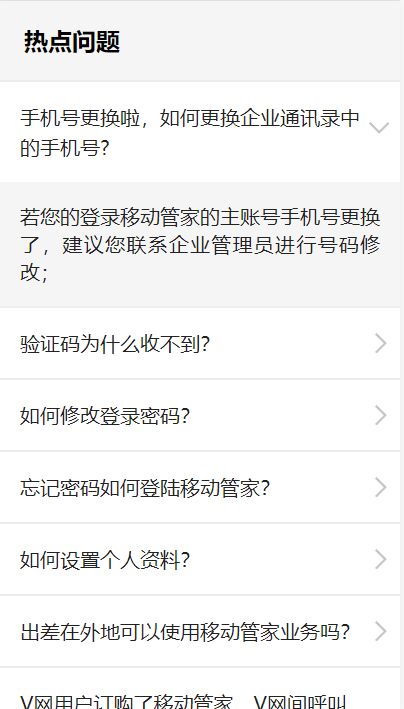 热点问题
手机号更换啦，如何更换企业通讯录中
的手机号？
若您的登录移动管家的主账号手机号更换
了，建议您联系企业管理员进行号码修
改；
验证码为什么收不到？
如何修改登录密码？
忘记密码如何登陆移动管家？
如何设置个人资料？
出差在外地可以使用移动管家业务吗？
V网用户订购了移动管家，V网间呼叫